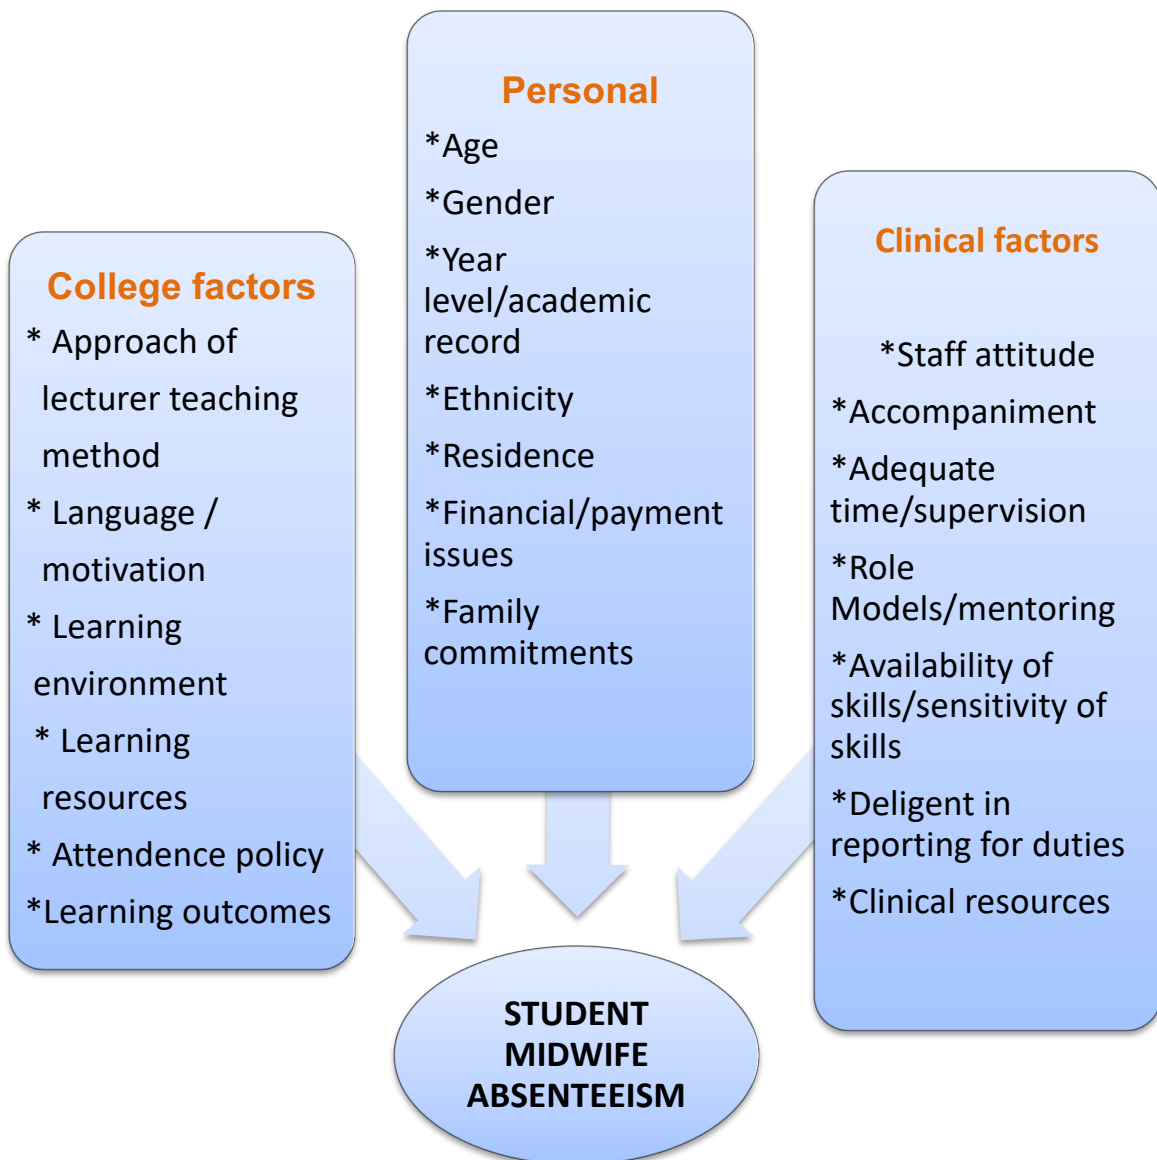 College factors
* Approach of
lecturer teaching
method
* Language /
motivation
* Learning
environment
* Learning
resources
* Attendence policy
*Learning outcomes
Personal
*Age
*Gender
*Year
level/academic
record
*Ethnicity
*Residence
*Financial/payment
issues
*Family
commitments
Clinical factors
*Staff attitude
*Accompaniment
*Adequate
time/supervision
*Role
Models/mentoring
*Availability of
skills/sensitivity of
skills
*Deligent in
reporting for duties
*Clinical resources
STUDENT
MIDWIFE
ABSENTEEISM